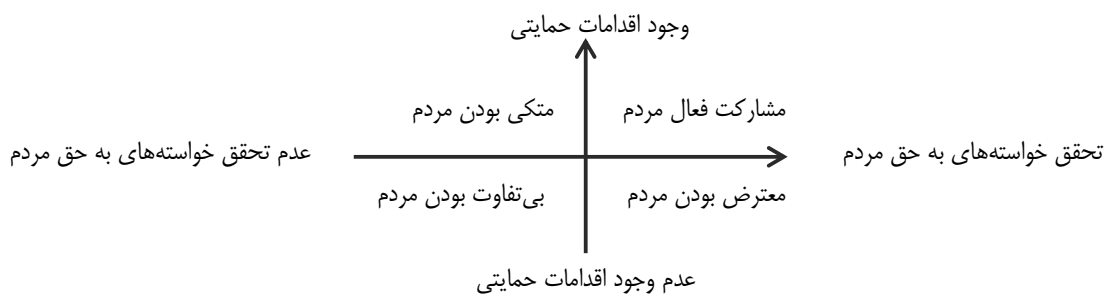 وجود اقدامات حمایتی
مشارکت فعال مردم
متکی بودن مردم
تحقق خواسته‌های به حق مردم
عدم تحقق خواسته‌های به حق مردم
معترض بودن مردم
بی‌تفاوت بودن مردم
عدم وجود اقدامات حمایتی